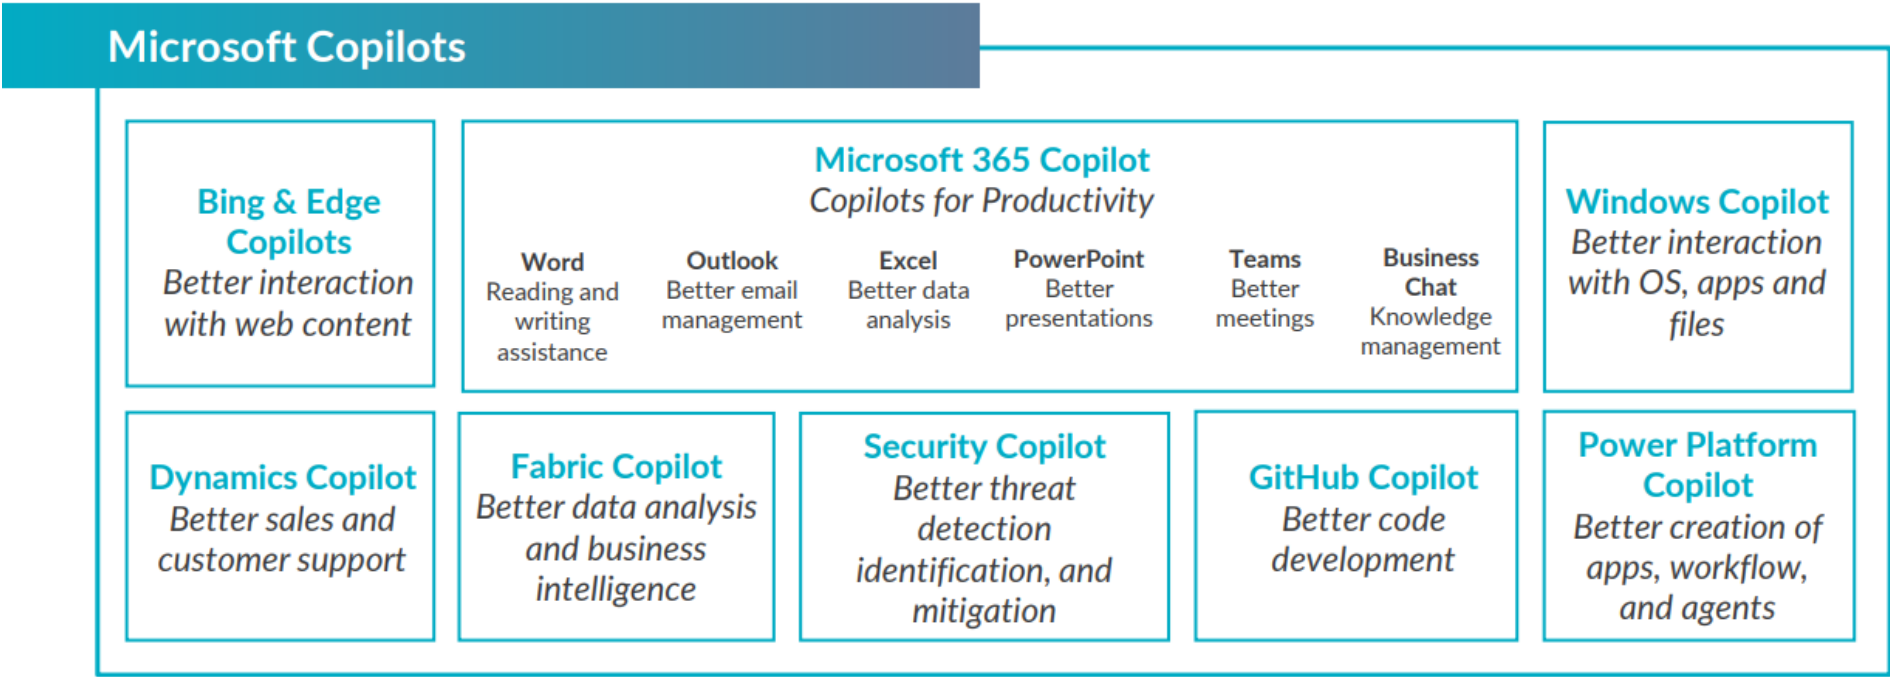 Microsoft Copilots
Bing & Edge
Copilots
Better interaction
with web content
Microsoft 365 Copilot
Copilots for Productivity
Word
Reading and
writing
assistance
Outlook
Better email
management
Excel
Better data
analysis
PowerPoint
Better
presentations
Teams
Better
meetings
Business
Chat
Knowledge
management
Windows Copilot
Better interaction
with OS, apps and
files
Dynamics Copilot
Better sales and
customer support
Fabric Copilot
Better data analysis
and business
intelligence
Security Copilot
Better threat
detection
identification, and
mitigation
GitHub Copilot
Better code
development
Power Platform
Copilot
Better creation of
apps, workflow,
and agents